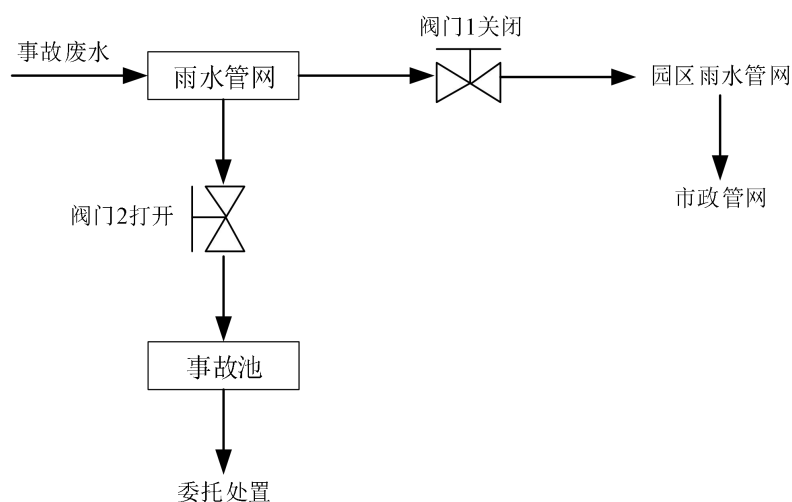 阀门1关闭
事故废水
雨水管网
园区雨水管网
市政管网
阀门2打开
事故池
委托处置